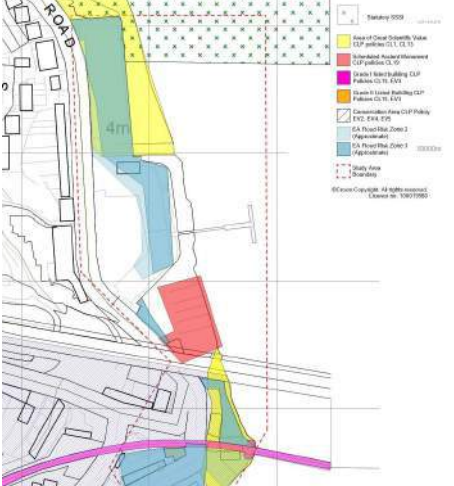 ROAD
S
4m
Statutory SSSI
Area of Great Scientific Value
CLP policies CL1, CL13
Scheduled Ancient Monument
CLP policies CL19
Grade I listed Building CLP
Policies CL19, EV3
Grade II Listed Building CLP
Policies CL19, EV3
Conservation Area CLP Policy
EV2, EV4, EV5
EA Flood Risk Zone 2
(Approximate)
EA Flood Risk Zone 3
(Approximate)
Study Area
Boundary
©Crown Copyright. All rights reserved.